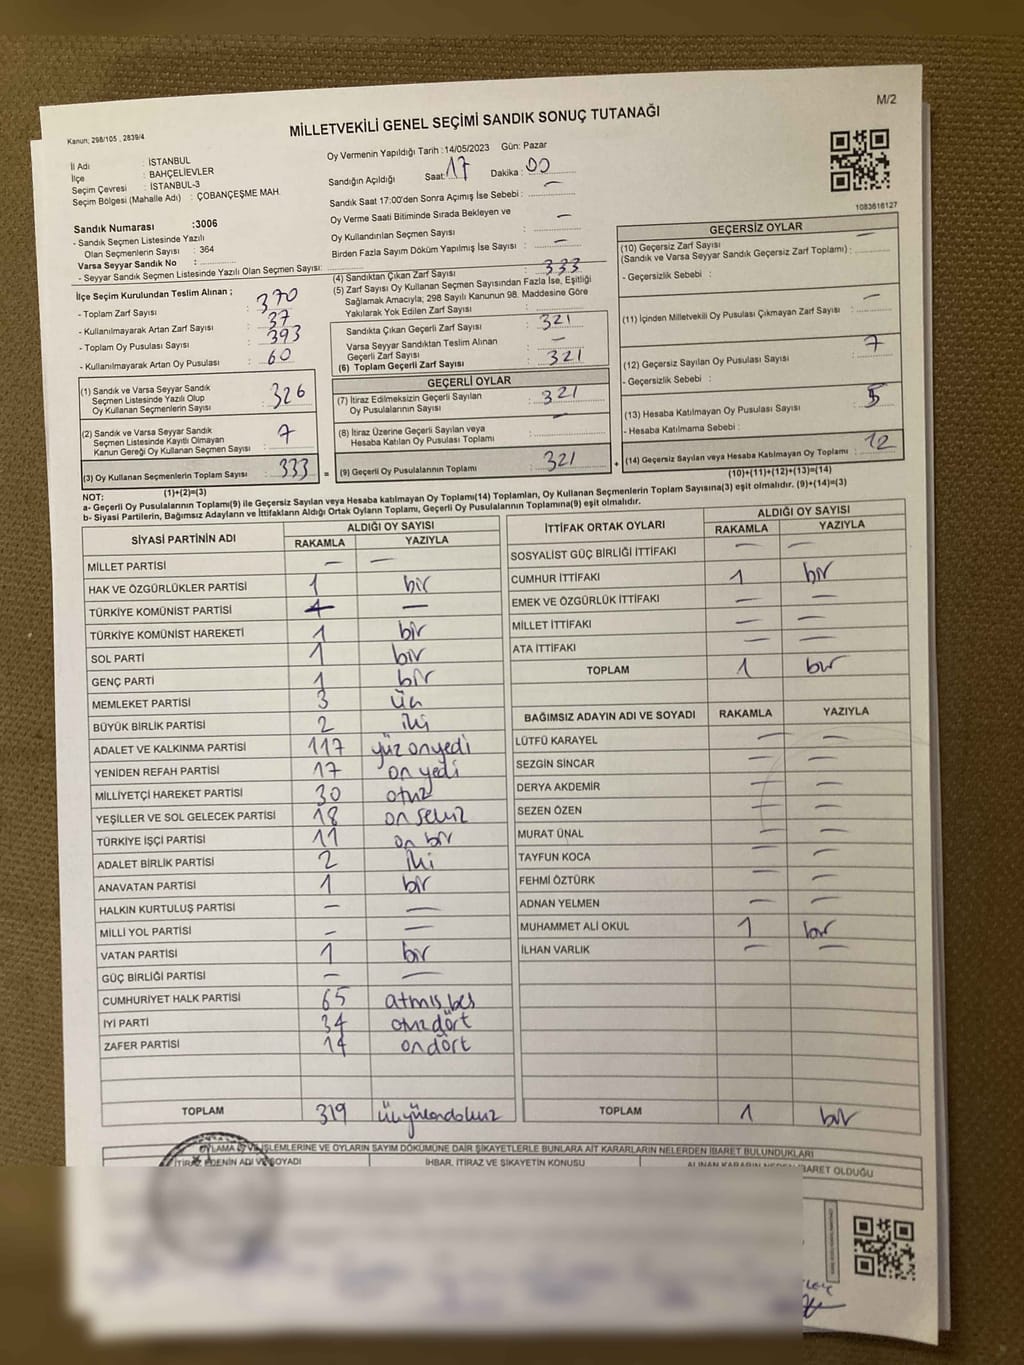 M/2
Kanun; 298/105 , 2839/4
MİLLETVEKİLİ GENEL SEÇİMİ SANDIK SONUÇ TUTANAĞI
İl Adı : İSTANBUL
İlçe : BAHÇELİEVLER
Seçim Çevresi : İSTANBUL-3
Seçim Bölgesi (Mahalle Adı) : ÇOBANÇEŞME MAH.
Sandık Numarası :3006
- Sandık Seçmen Listesinde Yazılı
Olan Seçmenlerin Sayısı : 364
Varsa Seyyar Sandık No :
- Seyyar Sandık Seçmen Listesinde Yazılı Olan Seçmen Sayısı:
İlçe Seçim Kurulundan Teslim Alınan ;
- Toplam Zarf Sayısı : 370
- Kullanılmayarak Artan Zarf Sayısı : 37
- Toplam Oy Pusulası Sayısı : 393
- Kullanılmayarak Artan Oy Pusulası : 60
(1) Sandık ve Varsa Seyyar Sandık
Seçmen Listesinde Yazılı Olup
Oy Kullanan Seçmenlerin Sayısı : 326
(2) Sandık ve Varsa Seyyar Sandık
Seçmen Listesinde Kayıtlı Olmayan
Kanun Gereği Oy Kullanan Seçmen Sayısı : 7
(3) Oy Kullanan Seçmenlerin Toplam Sayısı : 333
(1)+(2)=(3)
Oy Vermenin Yapıldığı Tarih :14/05/2023 Gün: Pazar
Sandığın Açıldığı Saat: 17 Dakika : 00
Sandık Saat 17:00'den Sonra Açımış İse Sebebi : —
Oy Verme Saati Bitiminde Sırada Bekleyen ve
Oy Kullandırılan Seçmen Sayısı : —
Birden Fazla Sayım Döküm Yapılmış İse Sayısı : —
(4) Sandıktan Çıkan Zarf Sayısı : 333
(5) Zarf Sayısı Oy Kullanan Seçmen Sayısından Fazla İse, Eşitliği
Sağlamak Amacıyla; 298 Sayılı Kanunun 98. Maddesine Göre
Yakılarak Yok Edilen Zarf Sayısı :
Sandıkta Çıkan Geçerli Zarf Sayısı : 321
Varsa Seyyar Sandıktan Teslim Alınan
Geçerli Zarf Sayısı : —
(6) Toplam Geçerli Zarf Sayısı : 321
GEÇERLİ OYLAR
(7) İtiraz Edilmeksizin Geçerli Sayılan
Oy Pusulalarının Sayısı : 321
(8) İtiraz Üzerine Geçerli Sayılan veya
Hesaba Katılan Oy Pusulası Toplamı : —
= (9) Geçerli Oy Pusulalarının Toplamı : 321 +
1083616127
GEÇERSİZ OYLAR
(10) Geçersiz Zarf Sayısı
(Sandık ve Varsa Seyyar Sandık Geçersiz Zarf Toplamı) : —
- Geçersizlik Sebebi :
(11) İçinden Milletvekili Oy Pusulası Çıkmayan Zarf Sayısı : —
(12) Geçersiz Sayılan Oy Pusulası Sayısı : 7
- Geçersizlik Sebebi :
(13) Hesaba Katılmayan Oy Pusulası Sayısı : 5
- Hesaba Katılmama Sebebi :
(14) Geçersiz Sayılan veya Hesaba Katılmayan Oy Toplamı : 12
(10)+(11)+(12)+(13)=(14)
NOT:
a- Geçerli Oy Pusulalarının Toplamı(9) ile Geçersiz Sayılan veya Hesaba katılmayan Oy Toplamı(14) Toplamları, Oy Kullanan Seçmenlerin Toplam Sayısına(3) eşit olmalıdır. (9)+(14)=(3)
b- Siyasi Partilerin, Bağımsız Adayların ve İttifakların Aldığı Ortak Oyların Toplamı, Geçerli Oy Pusulalarının Toplamına(9) eşit olmalıdır.
SİYASİ PARTİNİN ADI ALDIĞI OY SAYISI
RAKAMLA YAZIYLA
MİLLET PARTİSİ — —
HAK VE ÖZGÜRLÜKLER PARTİSİ 1 bir
TÜRKİYE KOMÜNİST PARTİSİ —
TÜRKİYE KOMÜNİST HAREKETİ 1 bir
SOL PARTİ 1 bir
GENÇ PARTİ 1 bir
MEMLEKET PARTİSİ 3 üç
BÜYÜK BİRLİK PARTİSİ 2 iki
ADALET VE KALKINMA PARTİSİ 117 yüz onyedi
YENİDEN REFAH PARTİSİ 17 on yedi
MİLLİYETÇİ HAREKET PARTİSİ 30 otuz
YEŞİLLER VE SOL GELECEK PARTİSİ 18 on sekiz
TÜRKİYE İŞÇİ PARTİSİ 11 on bir
ADALET BİRLİK PARTİSİ 2 iki
ANAVATAN PARTİSİ 1 bir
HALKIN KURTULUŞ PARTİSİ — —
MİLLİ YOL PARTİSİ — —
VATAN PARTİSİ 1 bir
GÜÇ BİRLİĞİ PARTİSİ — —
CUMHURİYET HALK PARTİSİ 65 atmış beş
İYİ PARTİ 34 otuz dört
ZAFER PARTİSİ 14 on dört
TOPLAM 319 üçyüzondokuz
İTTİFAK ORTAK OYLARI ALDIĞI OY SAYISI
RAKAMLA YAZIYLA
SOSYALİST GÜÇ BİRLİĞİ İTTİFAKI — —
CUMHUR İTTİFAKI 1 bir
EMEK VE ÖZGÜRLÜK İTTİFAKI — —
MİLLET İTTİFAKI — —
ATA İTTİFAKI — —
TOPLAM 1 bir
BAĞIMSIZ ADAYIN ADI VE SOYADI RAKAMLA YAZIYLA
LÜTFÜ KARAYEL — —
SEZGİN SİNCAR — —
DERYA AKDEMİR — —
SEZEN ÖZEN — —
MURAT ÜNAL — —
TAYFUN KOCA — —
FEHMİ ÖZTÜRK — —
ADNAN YELMEN — —
MUHAMMET ALİ OKUL 1 bir
İLHAN VARLIK — —
TOPLAM 1 bir
OYLAMA İŞ VE İŞLEMLERİNE VE OYLARIN SAYIM DÖKÜMÜNE DAİR ŞİKAYETLERLE BUNLARA AİT KARARLARIN NELERDEN İBARET BULUNDUKLARI
İTİRAZ EDENİN ADI VE SOYADI İHBAR, İTİRAZ VE ŞİKAYETİN KONUSU ALINAN KARARIN NEDEN İBARET OLDUĞU